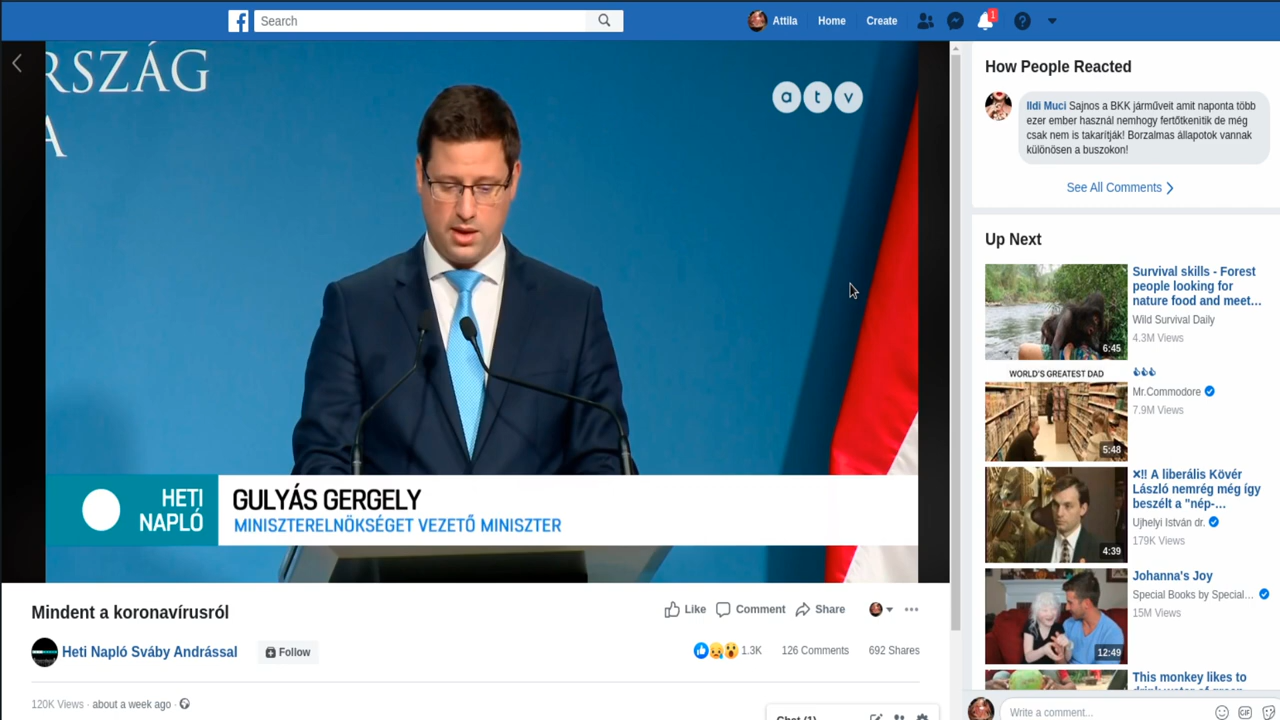 Search
Attila
Home
Create
1
RSZÁG
A
a t v
HETI
NAPLÓ
GULYÁS GERGELY
MINISZTERELNÖKSÉGET VEZETŐ MINISZTER
Mindent a koronavírusról
Like
Comment
Share
Heti Napló Sváby Andrással
Follow
1.3K
126 Comments
692 Shares
120K Views · about a week ago ·
How People Reacted
Ildi Muci Sajnos a BKK járműveit amit naponta több
ezer ember használ nemhogy fertőtkenitik de még
csak nem is takarítják! Borzalmas állapotok vannak
különösen a buszokon!
See All Comments
Up Next
6:45
Survival skills - Forest
people looking for
nature food and meet...
Wild Survival Daily
4.3M Views
WORLD'S GREATEST DAD
5:48
Mr.Commodore
7.9M Views
4:39
❌‼ A liberális Kövér
László nemrég még így
beszélt a "nép-...
Ujhelyi István dr.
179K Views
12:49
Johanna's Joy
Special Books by Special...
15M Views
This monkey likes to
Chat (1)
Write a comment...
GIF